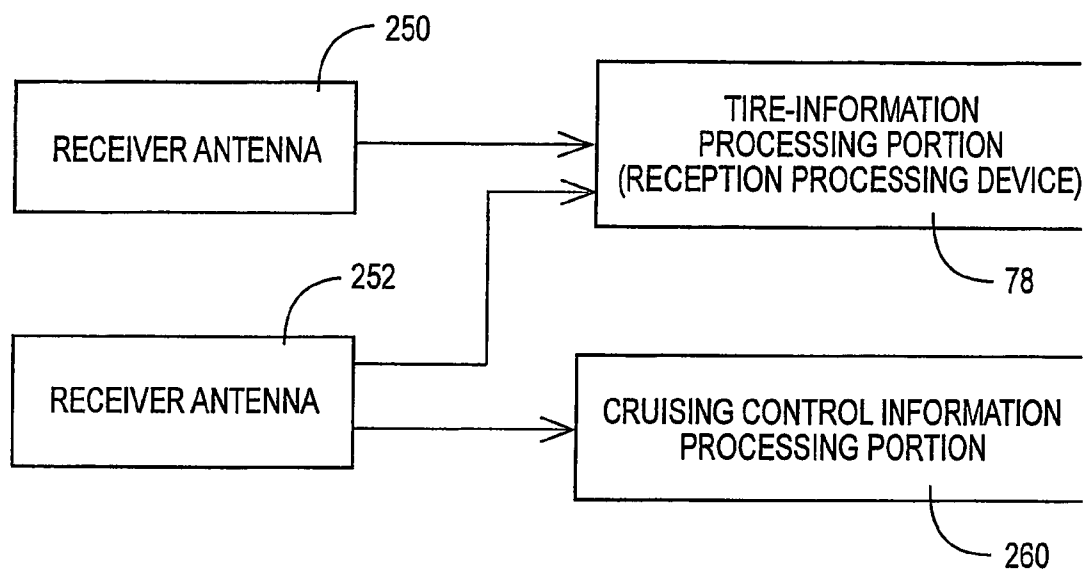 250
RECEIVER ANTENNA
TIRE-INFORMATION
PROCESSING PORTION
(RECEPTION PROCESSING DEVICE)
78
252
RECEIVER ANTENNA
CRUISING CONTROL INFORMATION
PROCESSING PORTION
260